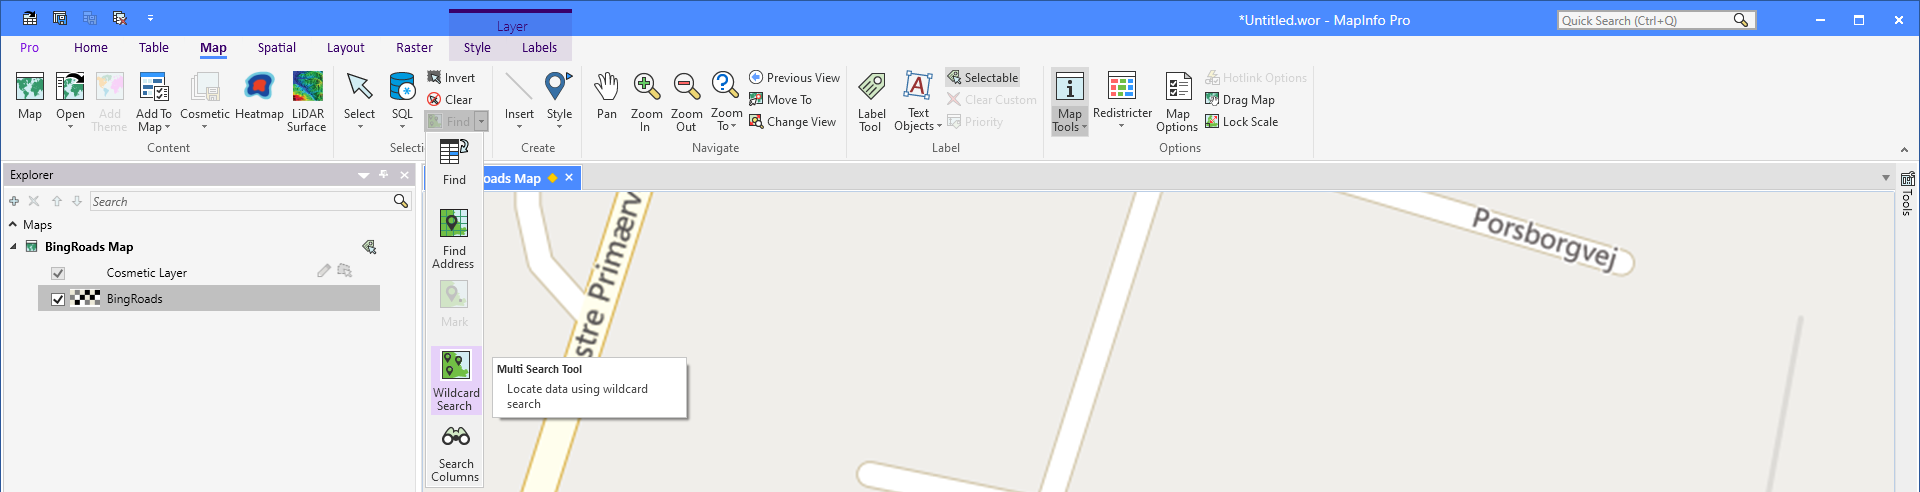 *Untitled.wor - MapInfo Pro
Quick Search (Ctrl+Q)
Layer
Pro Home Table Map Spatial Layout Raster Style Labels
Map
Open
Add Theme
Add To Map
Cosmetic
Heatmap
LiDAR Surface
Content
Select
SQL
Invert
Clear
Find
Selecti
Insert
Style
Create
Pan
Zoom In
Zoom Out
Zoom To
Previous View
Move To
Change View
Navigate
Label Tool
Text Objects
Selectable
Clear Custom
Priority
Label
Map Tools
Redistricter
Map Options
Hotlink Options
Drag Map
Lock Scale
Options
Explorer
Search
Maps
BingRoads Map
Cosmetic Layer
BingRoads
Find
Find Address
Mark
Wildcard Search
Search Columns
Multi Search Tool
Locate data using wildcard
search
oads Map
stre Primærv
Porsborgvej
Tools